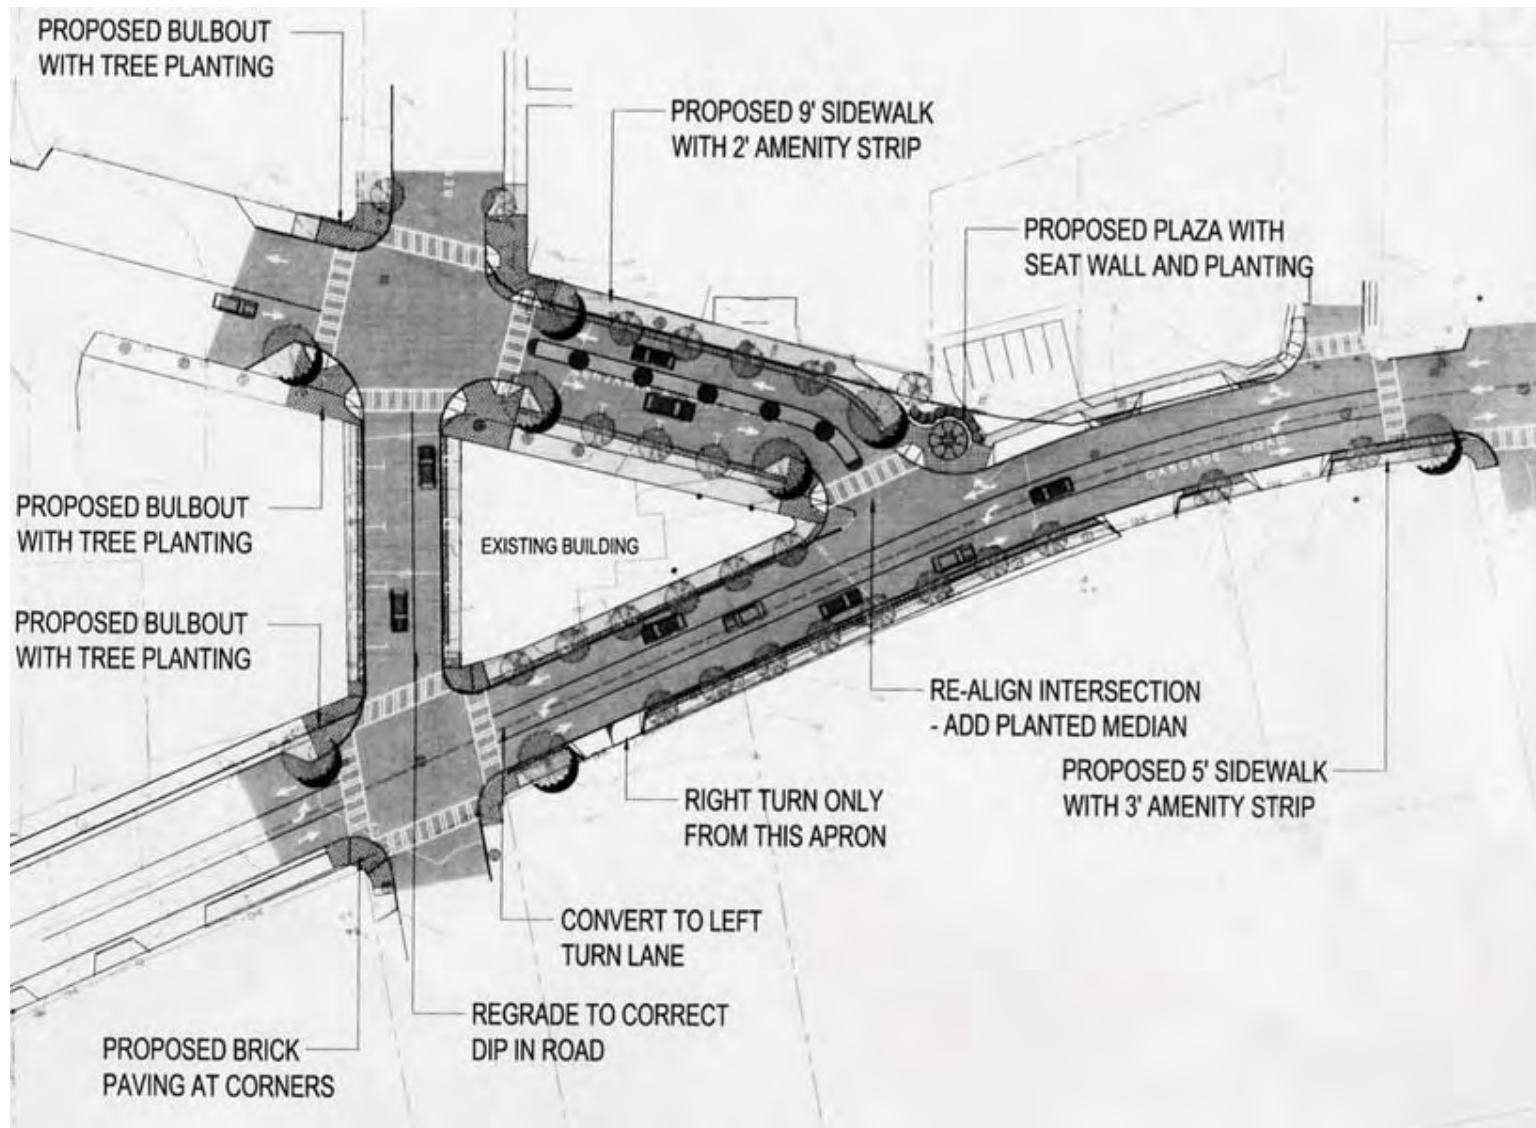 PROPOSED BULBOUT
WITH TREE PLANTING
PROPOSED 9' SIDEWALK
WITH 2' AMENITY STRIP
PROPOSED PLAZA WITH
SEAT WALL AND PLANTING
PROPOSED BULBOUT
WITH TREE PLANTING
EXISTING BUILDING
CASCADE ROAD
PROPOSED BULBOUT
WITH TREE PLANTING
RE-ALIGN INTERSECTION
- ADD PLANTED MEDIAN
PROPOSED 5' SIDEWALK
WITH 3' AMENITY STRIP
RIGHT TURN ONLY
FROM THIS APRON
CONVERT TO LEFT
TURN LANE
REGRADE TO CORRECT
DIP IN ROAD
PROPOSED BRICK
PAVING AT CORNERS